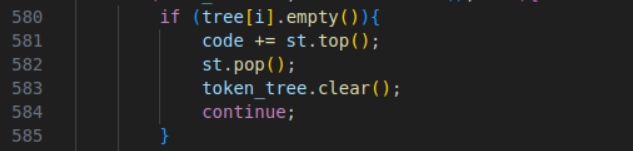 580 if (tree[i].empty()){
581 code += st.top();
582 st.pop();
583 token_tree.clear();
584 continue;
585 }